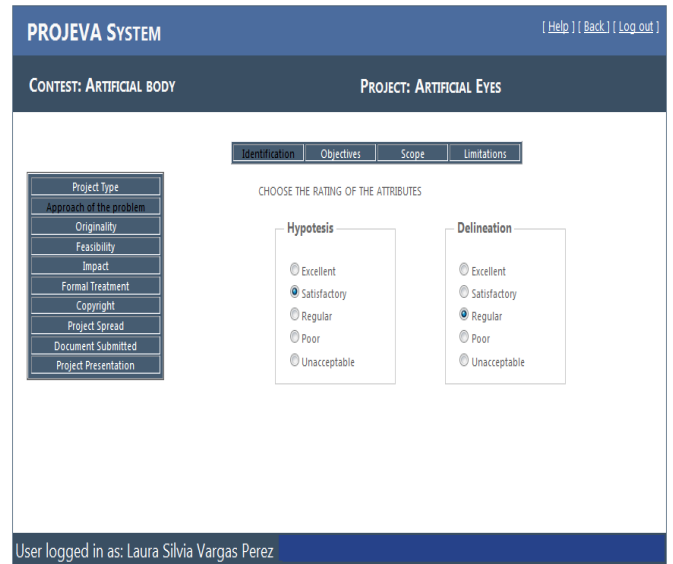 PROJEVA SYSTEM
[ Help ] [ Back ] [ Log out ]
CONTEST: ARTIFICIAL BODY
PROJECT: ARTIFICIAL EYES
Identification Objectives Scope Limitations
Project Type
Approach of the problem
Originality
Feasibility
Impact
Formal Treatment
Copyright
Project Spread
Document Submitted
Project Presentation
CHOOSE THE RATING OF THE ATTRIBUTES
Hypotesis
Excellent
Satisfactory
Regular
Poor
Unacceptable
Delineation
Excellent
Satisfactory
Regular
Poor
Unacceptable
User logged in as: Laura Silvia Vargas Perez